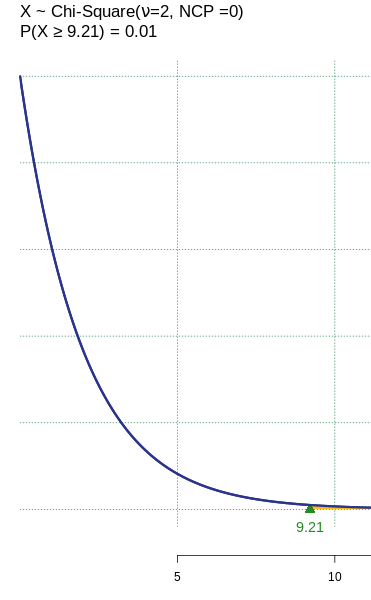 X ~ Chi-Square(ν=2, NCP =0)
P(X ≥ 9.21) = 0.01
9.21
5 10